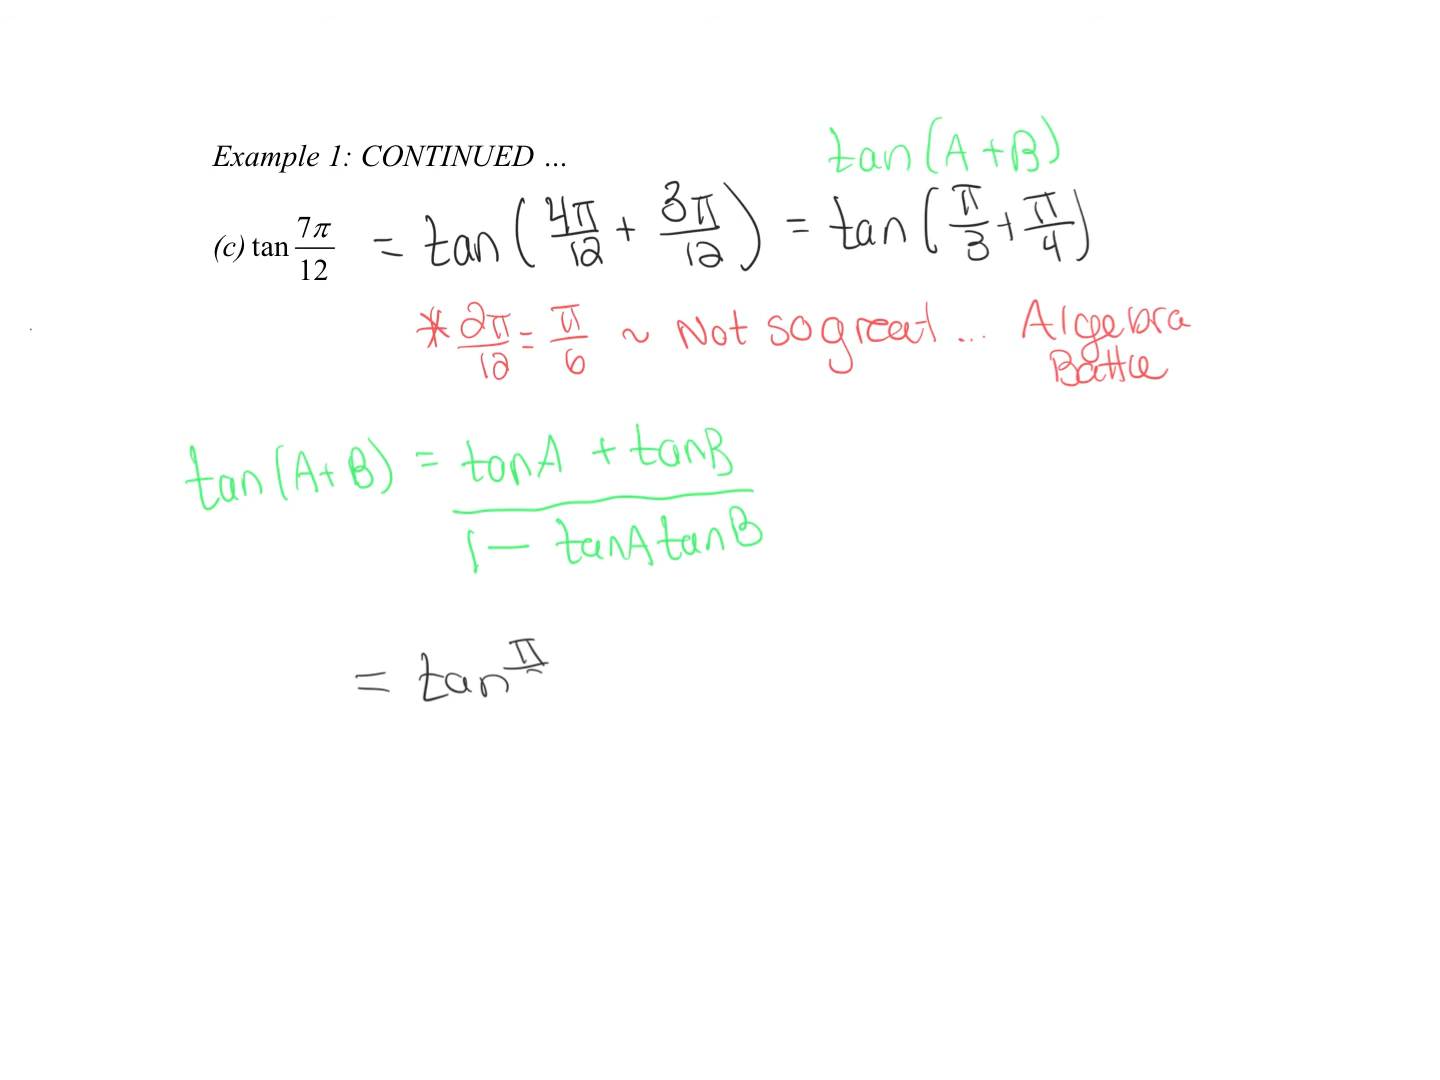 Example 1: CONTINUED …
tan(A+B)
(c) tan 7π/12 = tan(4π/12 + 3π/12) = tan(π/3 + π/4)
* 2π/12 = π/6 ~ Not so great ... Algebra
Battle
tan(A+B) = tanA + tanB
1 - tanA tanB
= tan π